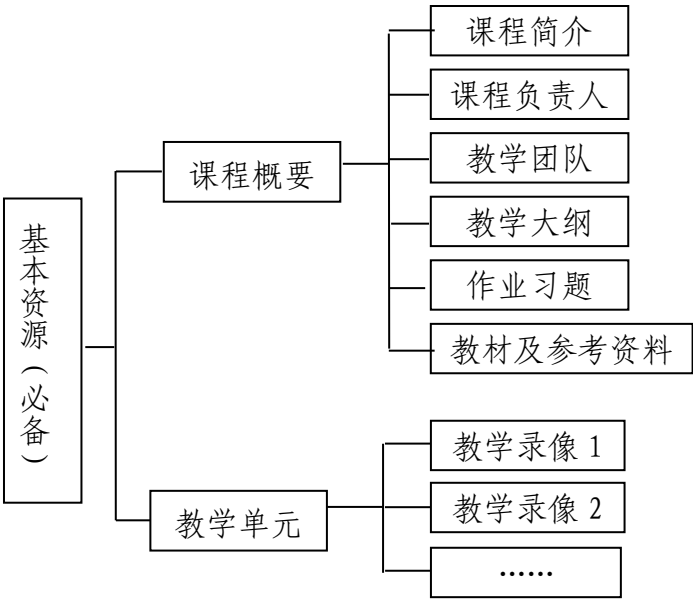 基本资源（必备）
课程概要
课程简介
课程负责人
教学团队
教学大纲
作业习题
教材及参考资料
教学单元
教学录像 1
教学录像 2
……